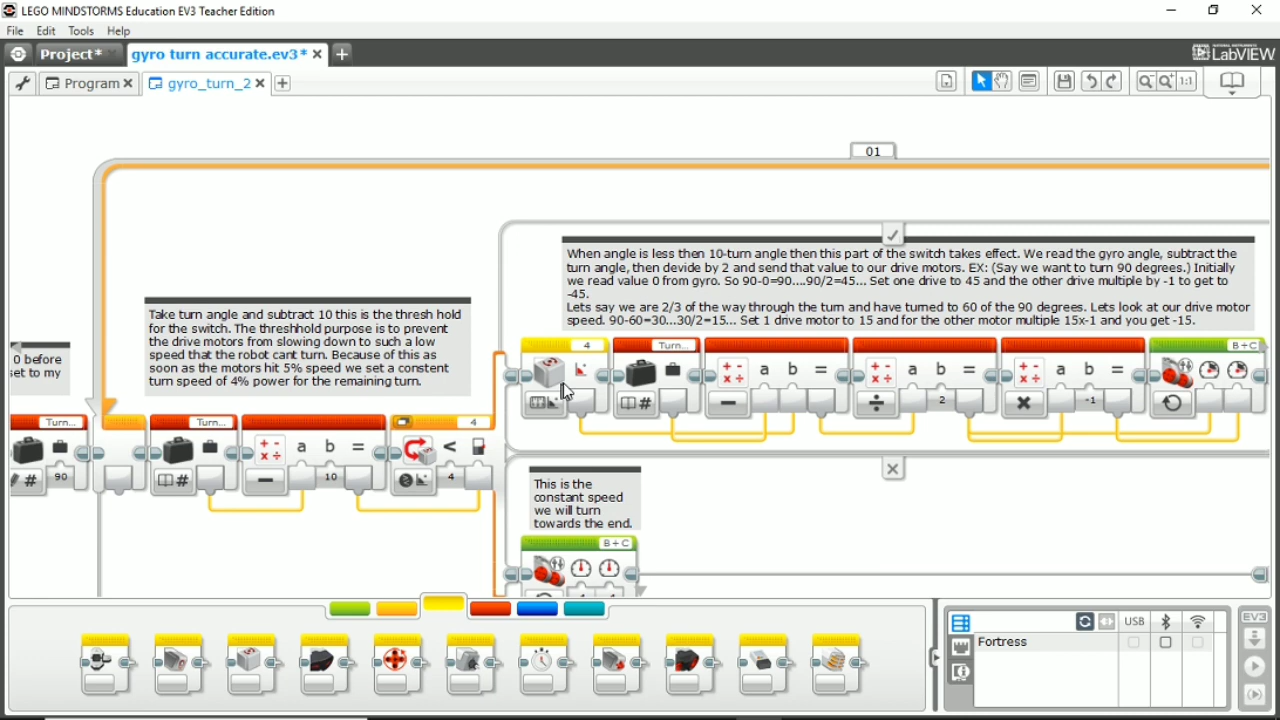 LEGO MINDSTORMS Education EV3 Teacher Edition
File Edit Tools Help
Project* gyro turn accurate.ev3*
NATIONAL INSTRUMENTS LabVIEW
Program gyro_turn_2
1:1
01
When angle is less then 10-turn angle then this part of the switch takes effect. We read the gyro angle, subtract the
turn angle, then devide by 2 and send that value to our drive motors. EX: (Say we want to turn 90 degrees.) Initially
we read value 0 from gyro. So 90-0=90....90/2=45... Set one drive to 45 and the other drive multiple by -1 to get to
-45.
Lets say we are 2/3 of the way through the turn and have turned to 60 of the 90 degrees. Lets look at our drive motor
speed. 90-60=30...30/2=15... Set 1 drive motor to 15 and for the other motor multiple 15x-1 and you get -15.
Take turn angle and subtract 10 this is the thresh hold
for the switch. The threshhold purpose is to prevent
the drive motors from slowing down to such a low
speed that the robot cant turn. Because of this as
soon as the motors hit 5% speed we set a constent
turn speed of 4% power for the remaining turn.
0 before
set to my
4 Turn... B+C
a b = a b = a b =
# 2 -1
Turn... Turn... 4
a b = <
# 90 # 10 4
This is the
constant speed
we will turn
towards the end.
B+C
EV3
USB
Fortress